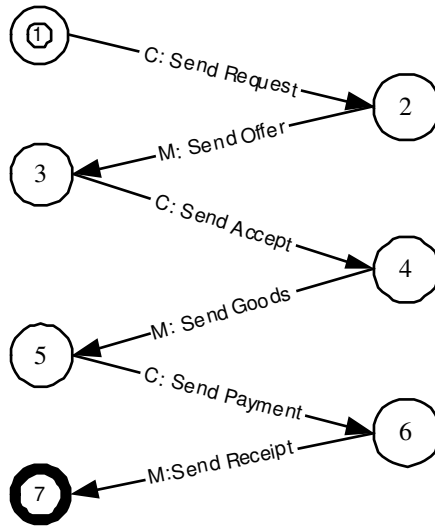 1
C: Send Request
2
M: Send Offer
3
C: Send Accept
4
M: Send Goods
5
C: Send Payment
6
M:Send Receipt
7